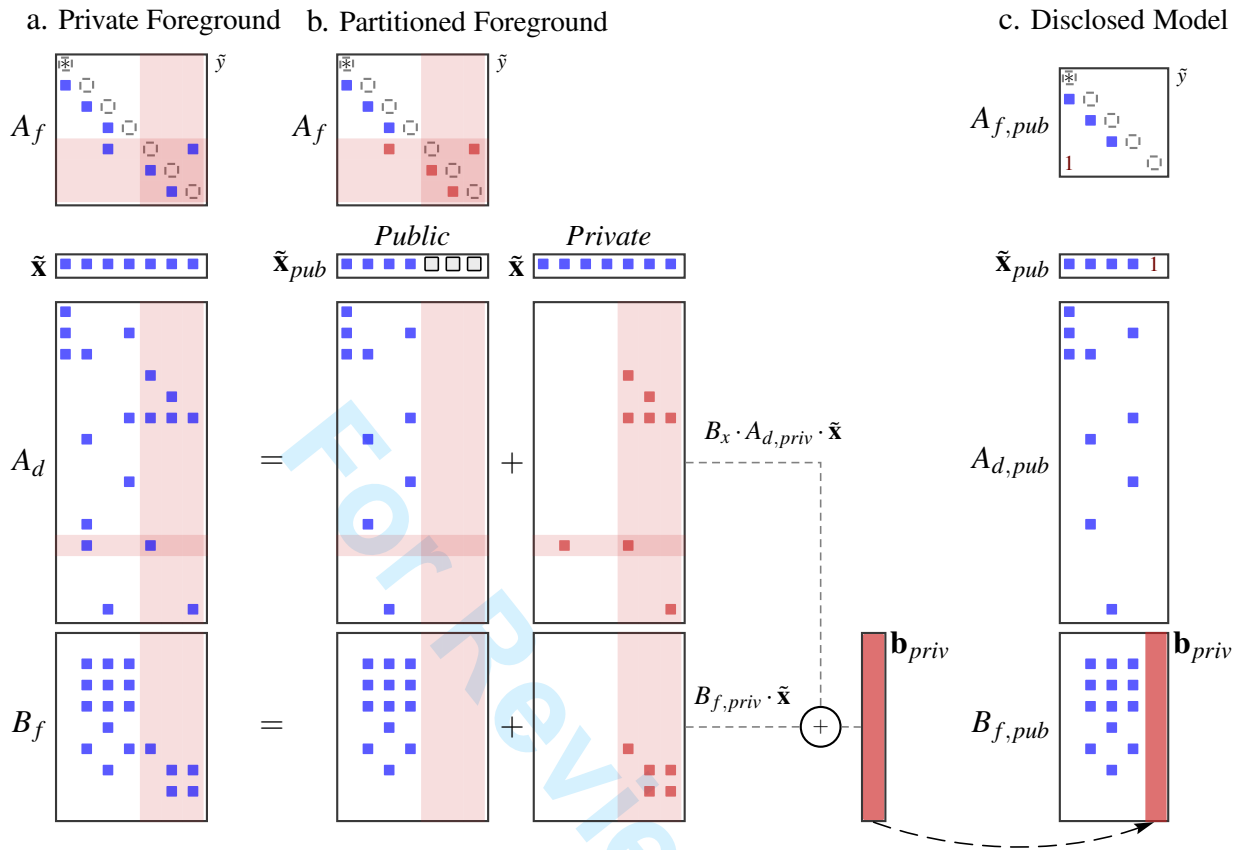 a. Private Foreground
b. Partitioned Foreground
c. Disclosed Model
* ỹ
* ỹ
* ỹ
A_f
A_f
A_{f,pub}
1
Public
Private
x̃
x̃_{pub}
x̃
x̃_{pub}
1
A_d
=
+
B_x · A_{d,priv} · x̃
A_{d,pub}
B_f
=
+
B_{f,priv} · x̃
+
b_{priv}
B_{f,pub}
b_{priv}
For Revie